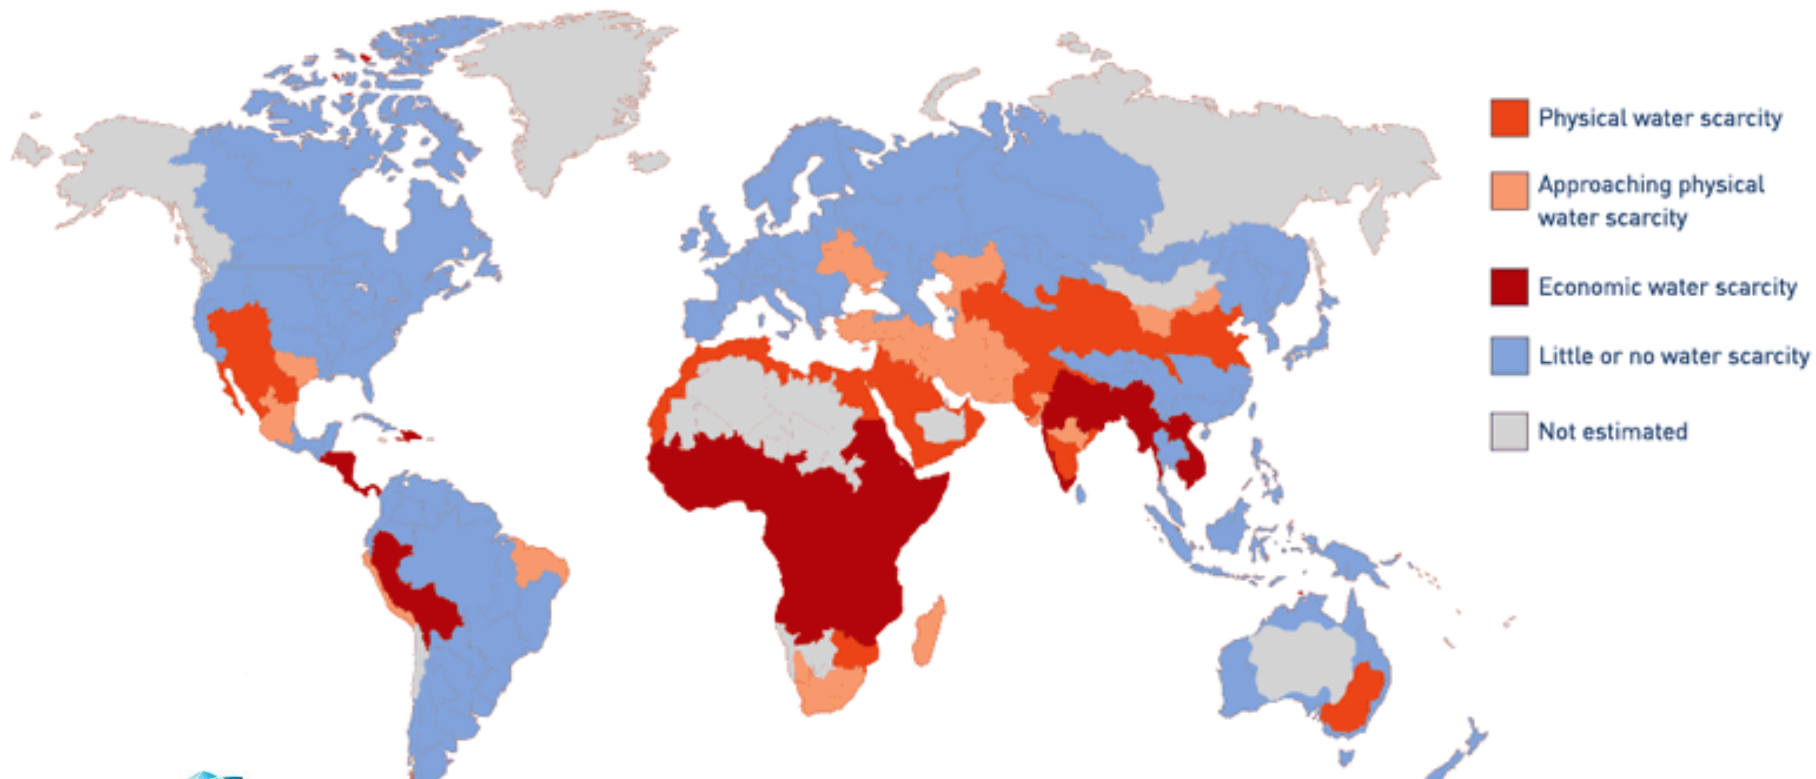 Physical water scarcity
Approaching physical
water scarcity
Economic water scarcity
Little or no water scarcity
Not estimated